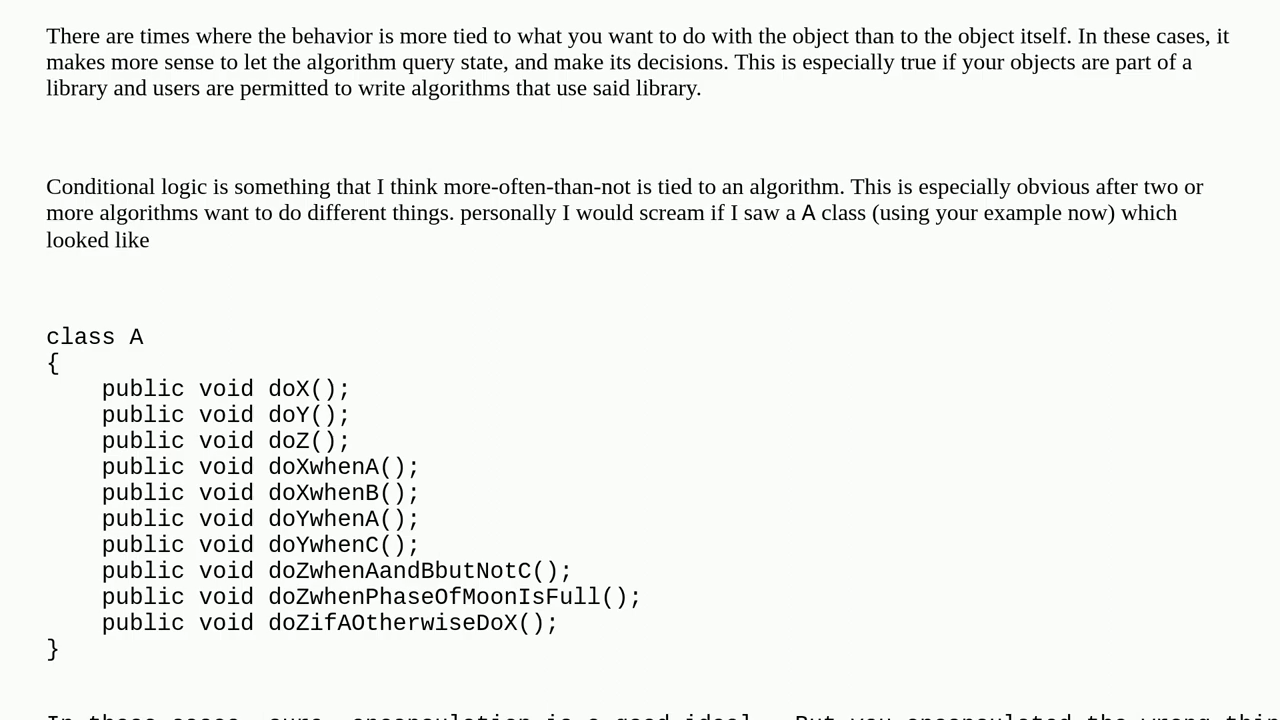 There are times where the behavior is more tied to what you want to do with the object than to the object itself. In these cases, it
makes more sense to let the algorithm query state, and make its decisions. This is especially true if your objects are part of a
library and users are permitted to write algorithms that use said library.
Conditional logic is something that I think more-often-than-not is tied to an algorithm. This is especially obvious after two or
more algorithms want to do different things. personally I would scream if I saw a A class (using your example now) which
looked like
class A
{
    public void doX();
    public void doY();
    public void doZ();
    public void doXwhenA();
    public void doXwhenB();
    public void doYwhenA();
    public void doYwhenC();
    public void doZwhenAandBbutNotC();
    public void doZwhenPhaseOfMoonIsFull();
    public void doZifAOtherwiseDoX();
}